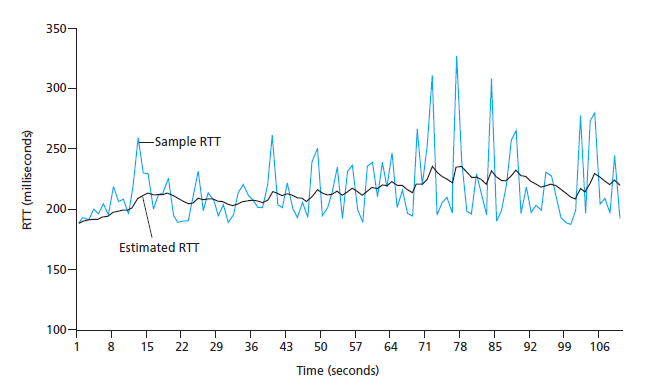 350
300
250
200
150
100
RTT (milliseconds)
Sample RTT
Estimated RTT
1 8 15 22 29 36 43 50 57 64 71 78 85 92 99 106
Time (seconds)